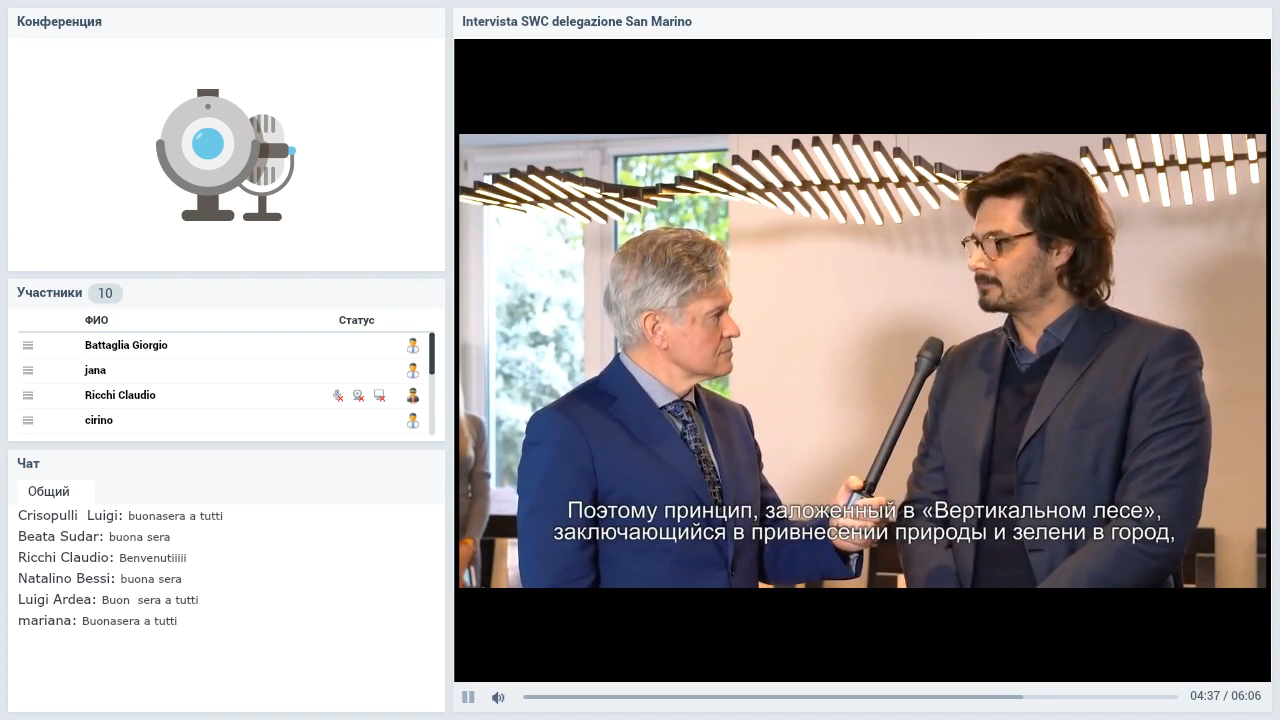 Конференция
Intervista SWC delegazione San Marino
Участники 10
ФИО Статус
Battaglia Giorgio
jana
Ricchi Claudio
cirino
Чат
Общий
Crisopulli Luigi: buonasera a tutti
Beata Sudar: buona sera
Ricchi Claudio: Benvenutiiiii
Natalino Bessi: buona sera
Luigi Ardea: Buon sera a tutti
mariana: Buonasera a tutti
Поэтому принцип, заложенный в «Вертикальном лесе»,
заключающийся в привнесении природы и зелени в город,
04:37 / 06:06